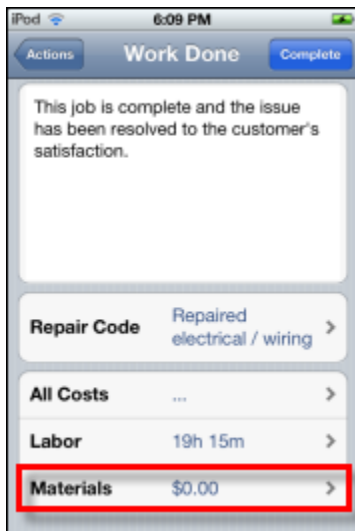 iPod 6:09 PM
Actions Work Done Complete
This job is complete and the issue
has been resolved to the customer's
satisfaction.
Repair Code Repaired
electrical / wiring
All Costs ...
Labor 19h 15m
Materials $0.00